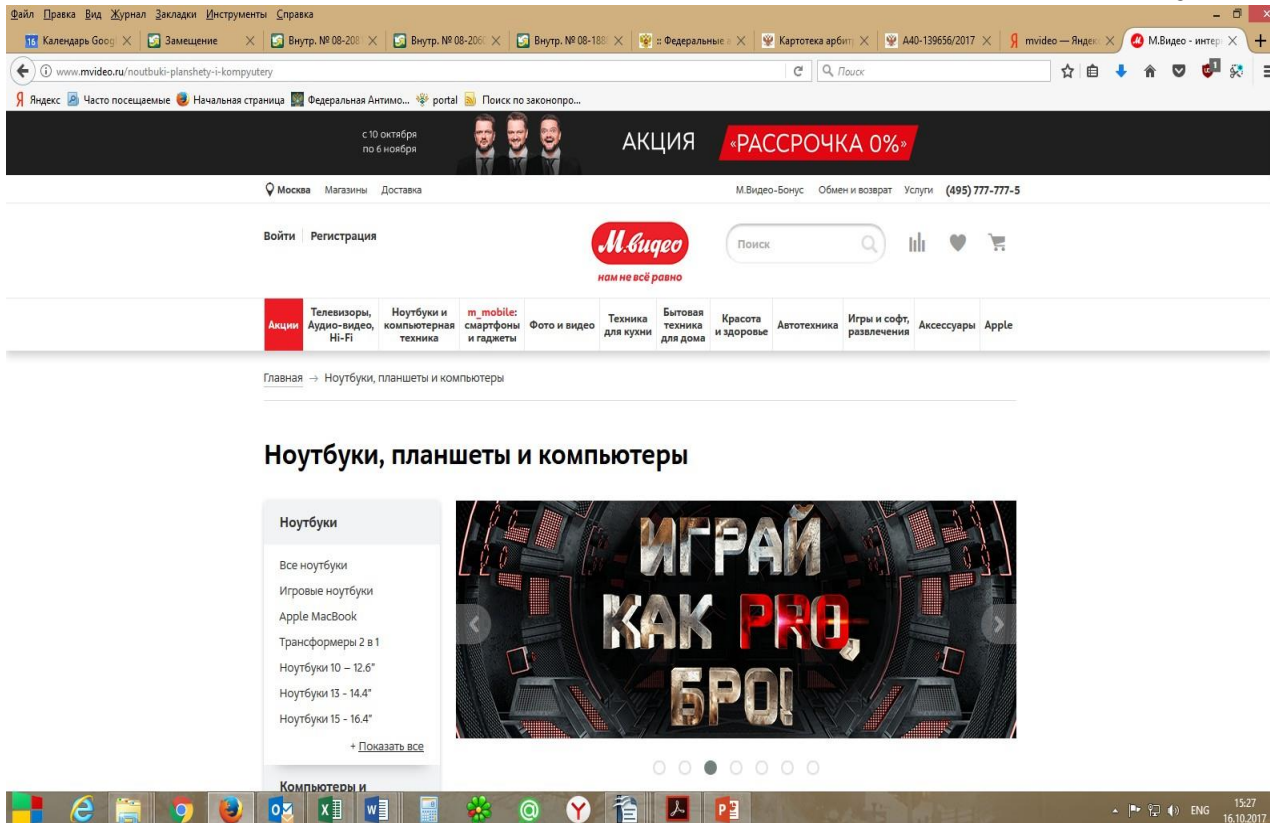 Файл Правка Вид Журнал Закладки Инструменты Справка
16 Календарь Goog
Замещение
Внутр. № 08-208
Внутр. № 08-206
Внутр. № 08-188
:: Федеральные а
Картотека арбит
А40-139656/2017
mvideo — Яндекс
М.Видео - интер
www.mvideo.ru/noutbuki-planshety-i-kompyutery
Поиск
Яндекс Часто посещаемые Начальная страница Федеральная Антимо... portal Поиск по законопро...
с 10 октября
по 6 ноября
АКЦИЯ «РАССРОЧКА 0%»
Москва Магазины Доставка
М.Видео-Бонус Обмен и возврат Услуги (495) 777-777-5
Войти Регистрация
М.видео
нам не всё равно
Поиск
Акции
Телевизоры,
Аудио-видео,
Hi-Fi
Ноутбуки и
компьютерная
техника
m_mobile:
смартфоны
и гаджеты
Фото и видео
Техника
для кухни
Бытовая
техника
для дома
Красота
и здоровье
Автотехника
Игры и софт,
развлечения
Аксессуары
Apple
Главная → Ноутбуки, планшеты и компьютеры
Ноутбуки, планшеты и компьютеры
Ноутбуки
Все ноутбуки
Игровые ноутбуки
Apple MacBook
Трансформеры 2 в 1
Ноутбуки 10 – 12.6"
Ноутбуки 13 - 14.4"
Ноутбуки 15 - 16.4"
+ Показать все
Компьютеры и
ИГРАЙ
КАК PRO,
БРО!
ENG
15:27
16.10.2017